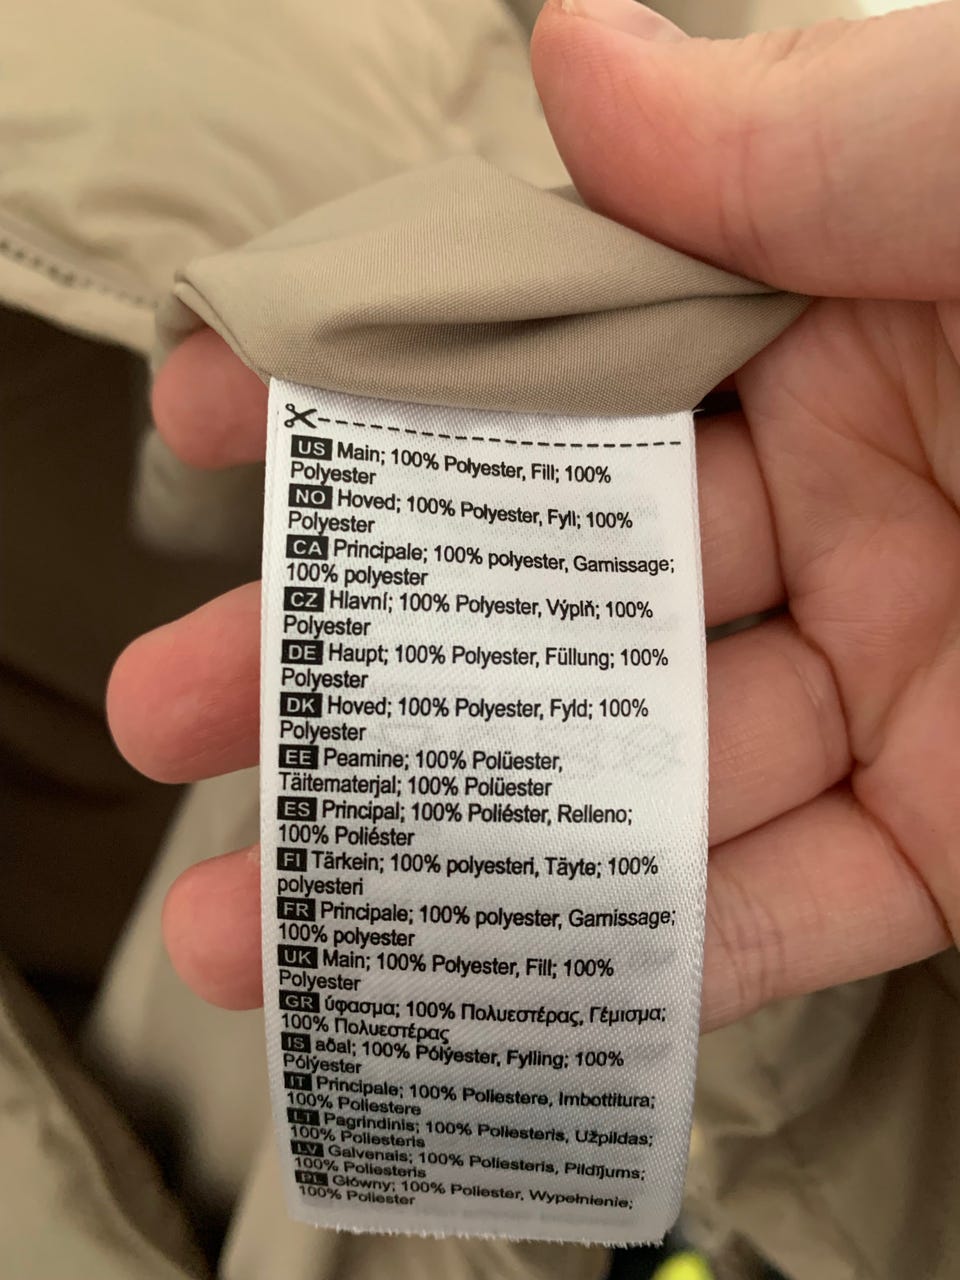 US Main; 100% Polyester, Fill; 100%
Polyester
NO Hoved; 100% Polyester, Fyll; 100%
Polyester
CA Principale; 100% polyester, Garnissage;
100% polyester
CZ Hlavní; 100% Polyester, Výplň; 100%
Polyester
DE Haupt; 100% Polyester, Füllung; 100%
Polyester
DK Hoved; 100% Polyester, Fyld; 100%
Polyester
EE Peamine; 100% Polüester,
Täitematerjal; 100% Polüester
ES Principal; 100% Poliéster, Relleno;
100% Poliéster
FI Tärkein; 100% polyesteri, Täyte; 100%
polyesteri
FR Principale; 100% polyester, Garnissage;
100% polyester
UK Main; 100% Polyester, Fill; 100%
Polyester
GR ύφασμα; 100% Πολυεστέρας, Γέμισμα;
100% Πολυεστέρας
IS aðal; 100% Pólýester, Fylling; 100%
Pólýester
IT Principale; 100% Poliestere, Imbottitura;
100% Poliestere
LT Pagrindinis; 100% Poliesteris, Užpildas;
100% Poliesteris
LV Galvenais; 100% Poliesteris, Pildījums;
100% Poliesteris
PL Główny; 100% Poliester, Wypełnienie;
100% Poliester